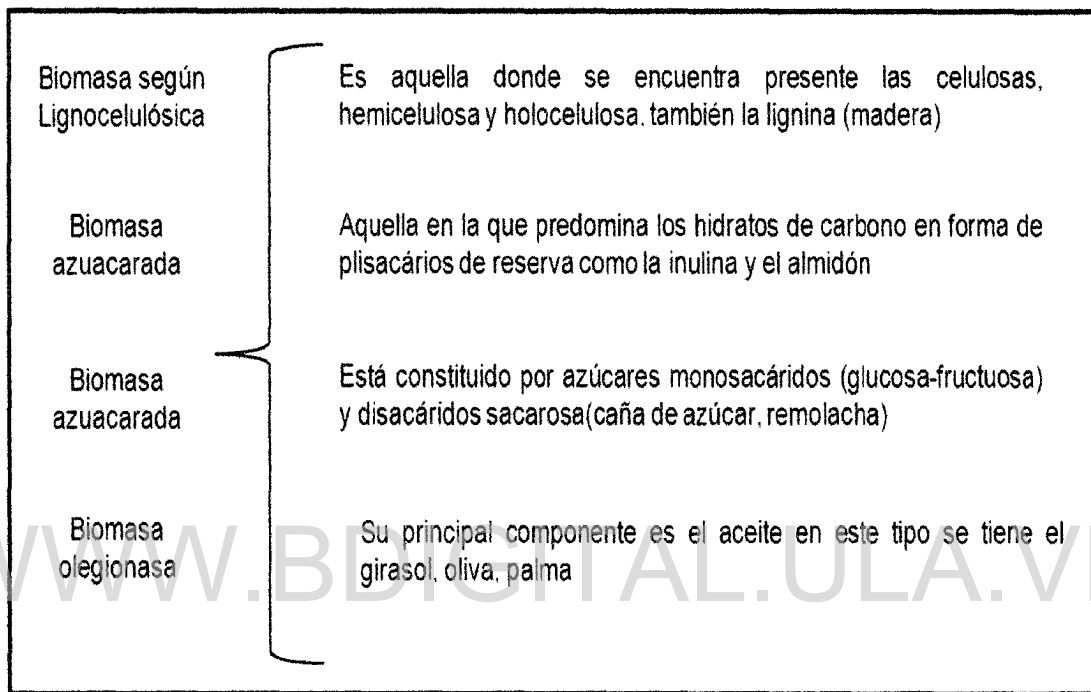 Biomasa según
Lignocelulósica
Es aquella donde se encuentra presente las celulosas,
hemicelulosa y holocelulosa. también la lignina (madera)
Biomasa
azuacarada
Aquella en la que predomina los hidratos de carbono en forma de
plisacários de reserva como la inulina y el almidón
Biomasa
azuacarada
Está constituido por azúcares monosacáridos (glucosa-fructuosa)
y disacáridos sacarosa(caña de azúcar, remolacha)
Biomasa
olegionasa
Su principal componente es el aceite en este tipo se tiene el
girasol, oliva, palma
WWW.BDIGITAL.ULA.VE